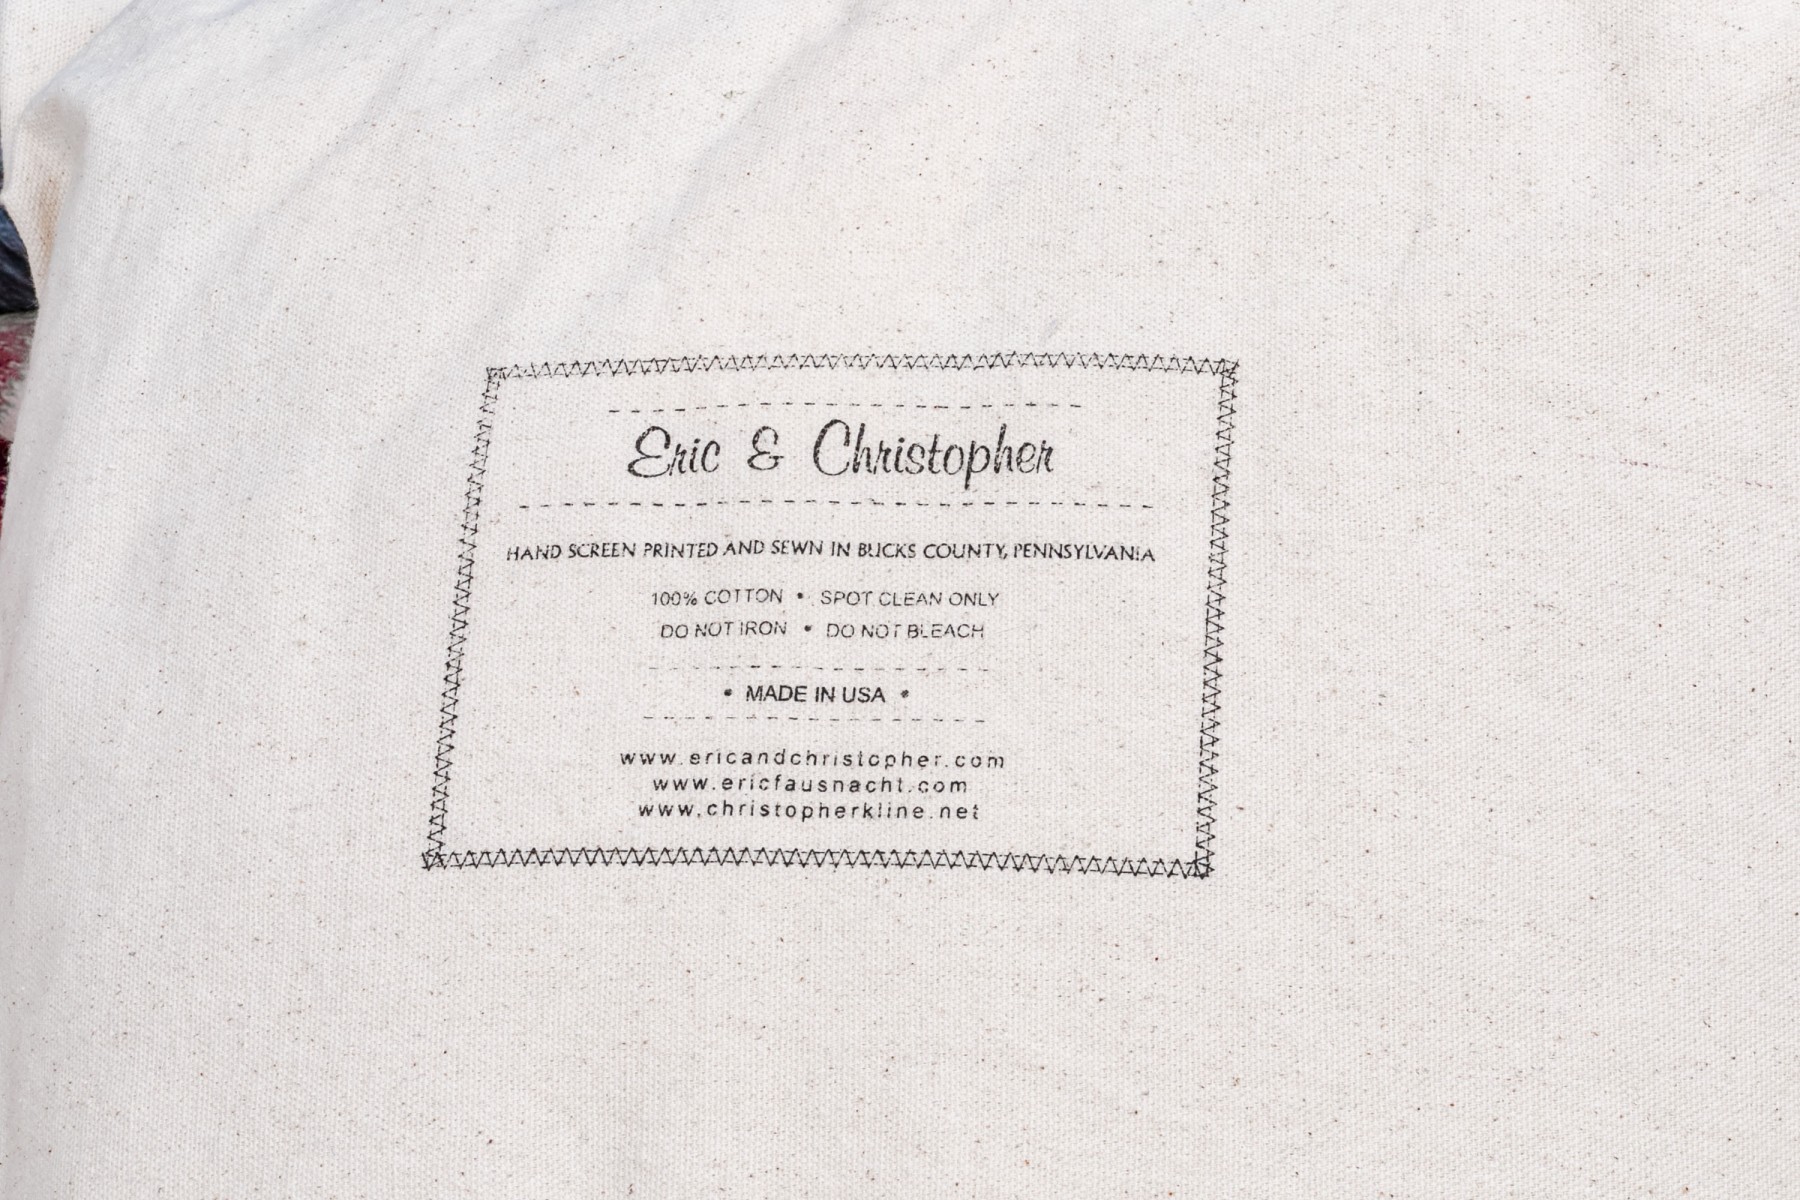 Eric & Christopher
HAND SCREEN PRINTED AND SEWN IN BUCKS COUNTY, PENNSYLVANIA
100% COTTON • SPOT CLEAN ONLY
DO NOT IRON • DO NOT BLEACH
• MADE IN USA •
www.ericandchristopher.com
www.ericfausnacht.com
www.christopherkline.net